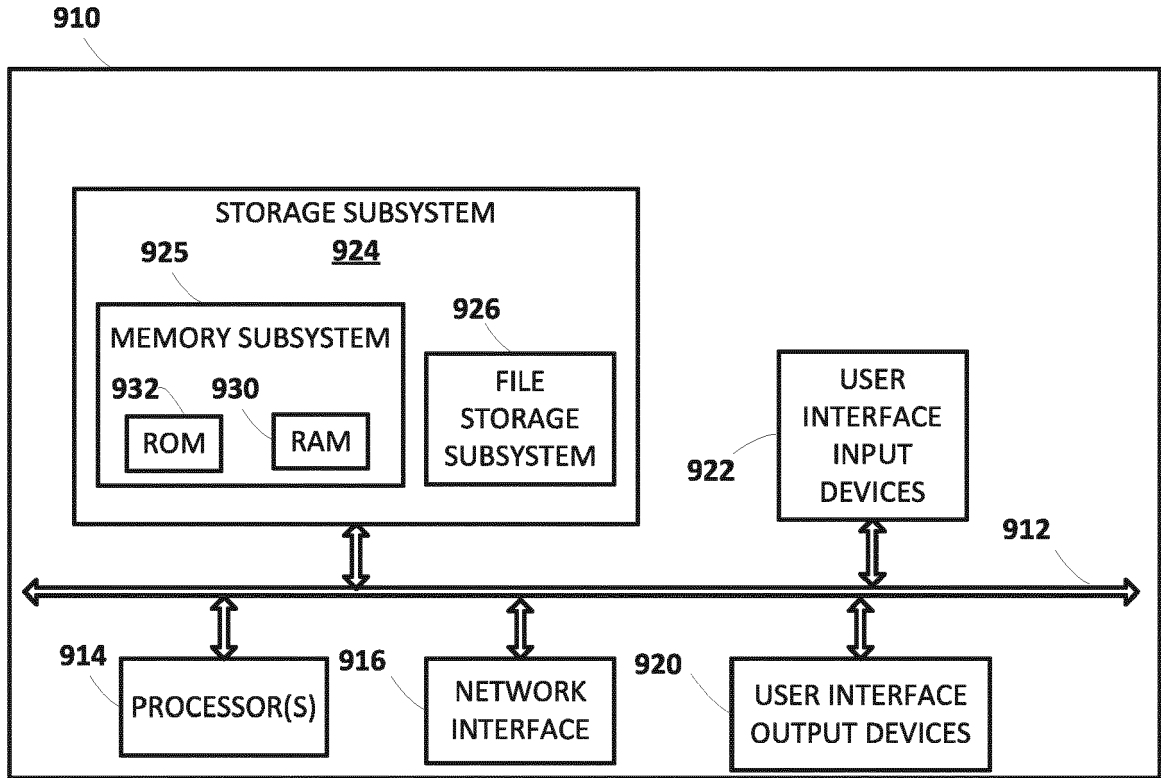 910
STORAGE SUBSYSTEM
924
925
MEMORY SUBSYSTEM
932
930
ROM
RAM
926
FILE
STORAGE
SUBSYSTEM
922
USER
INTERFACE
INPUT
DEVICES
912
914
PROCESSOR(S)
916
NETWORK
INTERFACE
920
USER INTERFACE
OUTPUT DEVICES